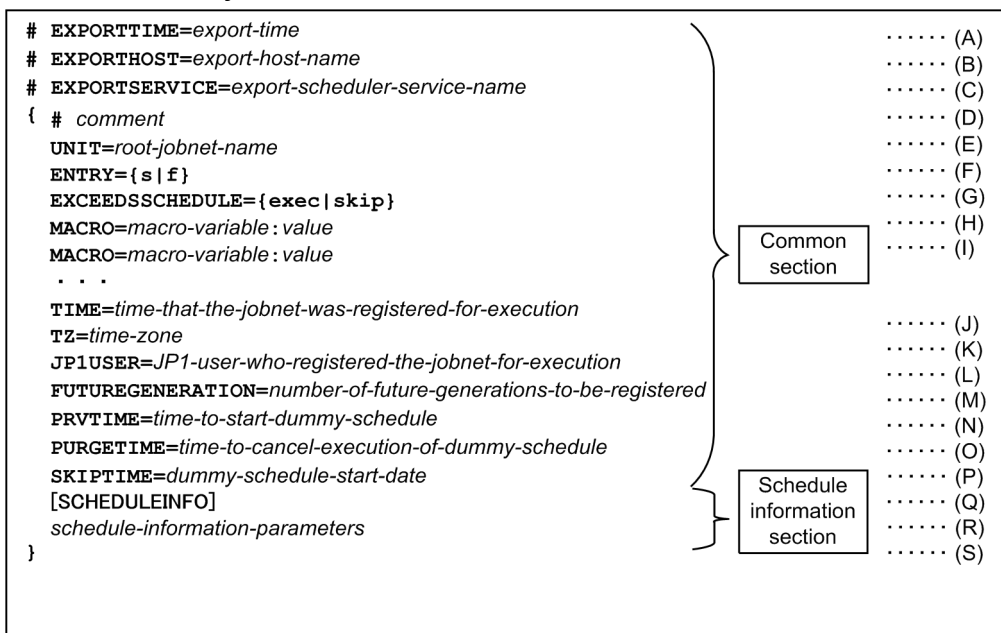 # EXPORTTIME=export-time ······ (A)
# EXPORTHOST=export-host-name ······ (B)
# EXPORTSERVICE=export-scheduler-service-name ······ (C)
{ # comment ······ (D)
UNIT=root-jobnet-name ······ (E)
ENTRY={s|f} ······ (F)
EXCEEDSSCHEDULE={exec|skip} ······ (G)
MACRO=macro-variable:value ······ (H)
MACRO=macro-variable:value ······ (I)
· · ·
Common
section
TIME=time-that-the-jobnet-was-registered-for-execution ······ (J)
TZ=time-zone ······ (K)
JP1USER=JP1-user-who-registered-the-jobnet-for-execution ······ (L)
FUTUREGENERATION=number-of-future-generations-to-be-registered ······ (M)
PRVTIME=time-to-start-dummy-schedule ······ (N)
PURGETIME=time-to-cancel-execution-of-dummy-schedule ······ (O)
SKIPTIME=dummy-schedule-start-date ······ (P)
[SCHEDULEINFO] ······ (Q)
schedule-information-parameters ······ (R)
} ······ (S)
Schedule
information
section